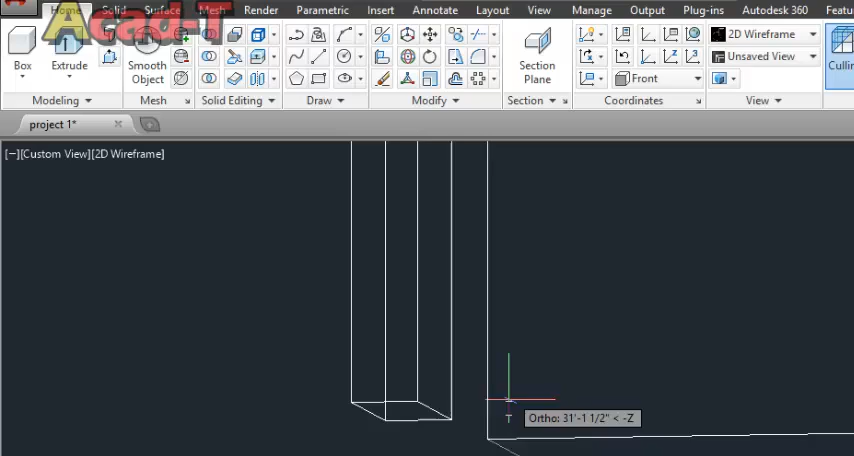 Acad-T
Home Solid Surface Mesh Render Parametric Insert Annotate Layout View Manage Output Plug-ins Autodesk 360 Featu
Box Extrude Smooth Object Section Plane 2D Wireframe Unsaved View Front Cullin
Modeling Mesh Solid Editing Draw Modify Section Coordinates View
project 1*
[−][Custom View][2D Wireframe]
Ortho: 31'-1 1/2" < -Z